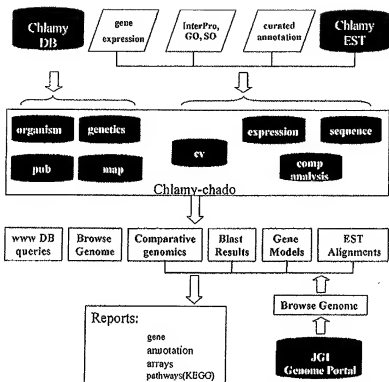 Chlamy
DB
gene
expression
InterPro,
GO, SO
curated
annotation
Chlamy
EST
organism
genetics
pub
map
cv
expression
sequence
comp
analysis
Chlamy-chado
www DB
queries
Browse
Genome
Comparative
genomics
Blast
Results
Gene
Models
EST
Alignments
Reports:
gene
annotation
arrays
pathways(KEGG)
Browse Genome
JGI
Genome Portal